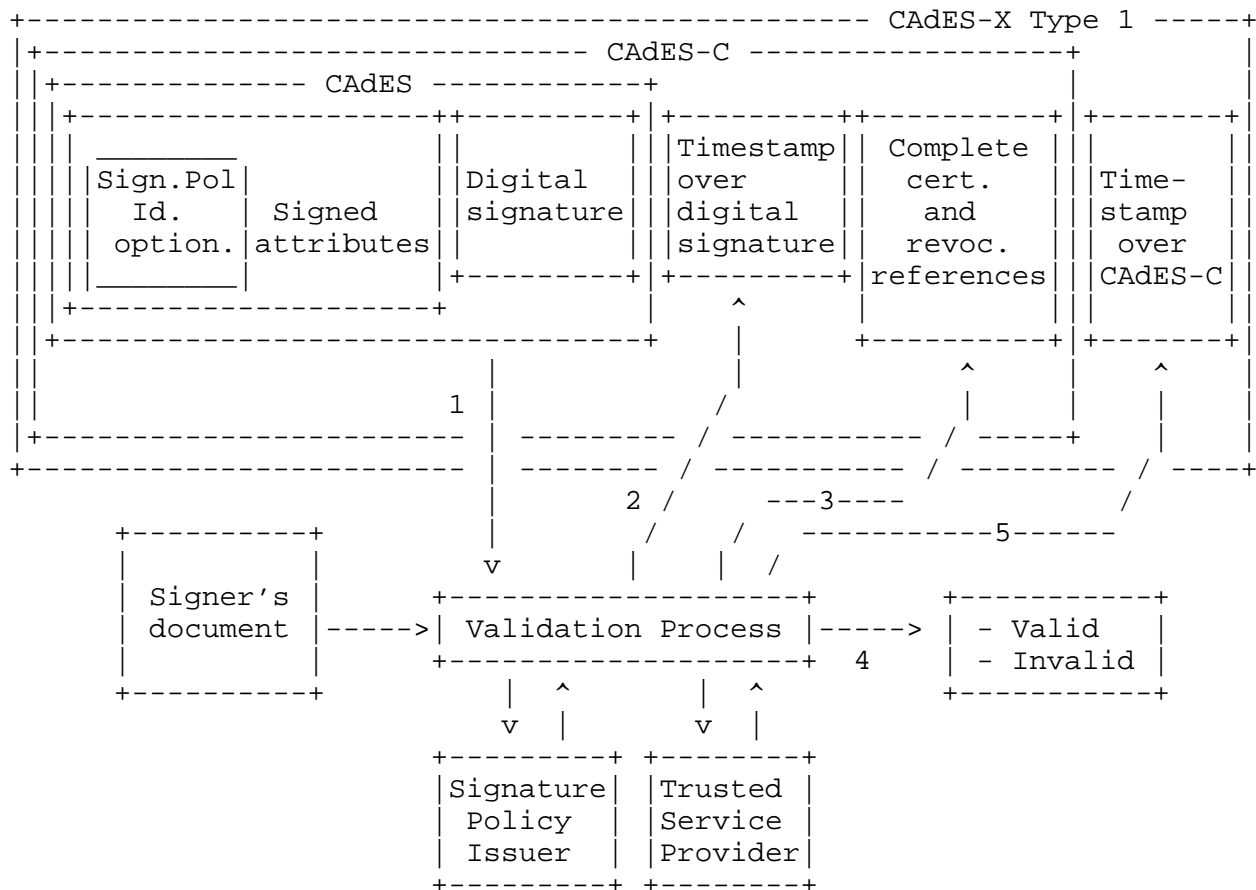 CAdES-X Type 1
CAdES-C
CAdES
Timestamp Complete
Sign.Pol Digital over cert. Time-
Id. Signed signature digital and stamp
option. attributes signature revoc. over
references CAdES-C
1
2 3
5
Signer's
document Validation Process - Valid
4 - Invalid
Signature Trusted
Policy Service
Issuer Provider